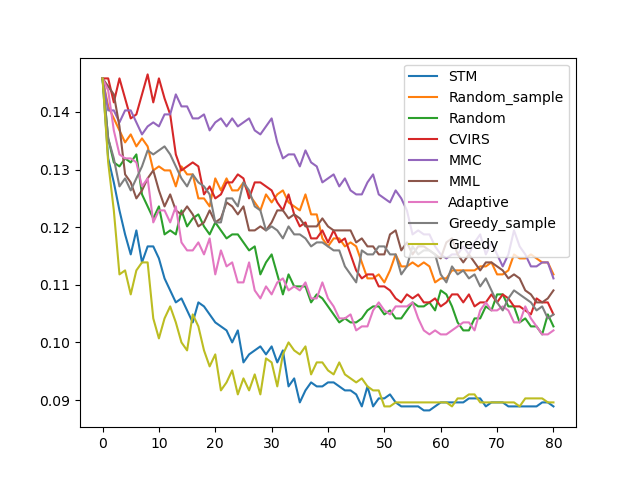 0.14
0.13
0.12
0.11
0.10
0.09
0 10 20 30 40 50 60 70 80
STM
Random_sample
Random
CVIRS
MMC
MML
Adaptive
Greedy_sample
Greedy